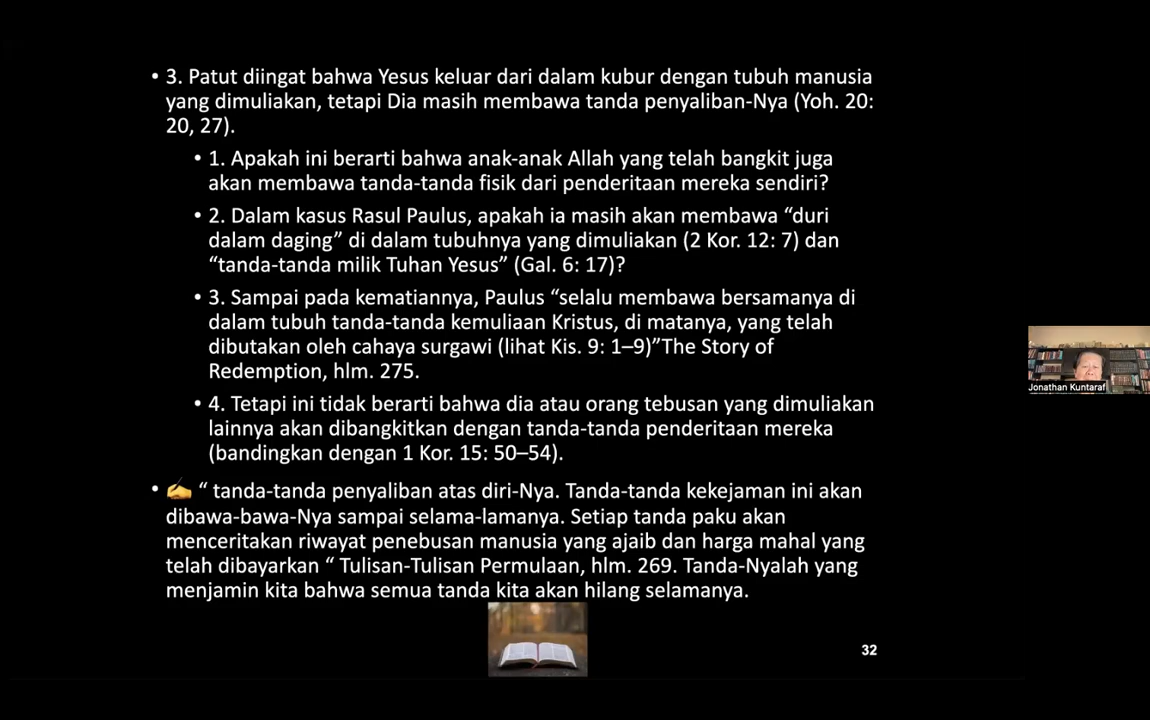 • 3. Patut diingat bahwa Yesus keluar dari dalam kubur dengan tubuh manusia
yang dimuliakan, tetapi Dia masih membawa tanda penyaliban-Nya (Yoh. 20:
20, 27).
• 1. Apakah ini berarti bahwa anak-anak Allah yang telah bangkit juga
akan membawa tanda-tanda fisik dari penderitaan mereka sendiri?
• 2. Dalam kasus Rasul Paulus, apakah ia masih akan membawa “duri
dalam daging” di dalam tubuhnya yang dimuliakan (2 Kor. 12: 7) dan
“tanda-tanda milik Tuhan Yesus” (Gal. 6: 17)?
• 3. Sampai pada kematiannya, Paulus “selalu membawa bersamanya di
dalam tubuh tanda-tanda kemuliaan Kristus, di matanya, yang telah
dibutakan oleh cahaya surgawi (lihat Kis. 9: 1–9)”The Story of
Redemption, hlm. 275.
• 4. Tetapi ini tidak berarti bahwa dia atau orang tebusan yang dimuliakan
lainnya akan dibangkitkan dengan tanda-tanda penderitaan mereka
(bandingkan dengan 1 Kor. 15: 50–54).
• ✍️ “ tanda-tanda penyaliban atas diri-Nya. Tanda-tanda kekejaman ini akan
dibawa-bawa-Nya sampai selama-lamanya. Setiap tanda paku akan
menceritakan riwayat penebusan manusia yang ajaib dan harga mahal yang
telah dibayarkan “ Tulisan-Tulisan Permulaan, hlm. 269. Tanda-Nyalah yang
menjamin kita bahwa semua tanda kita akan hilang selamanya.
32
Jonathan Kuntaraf